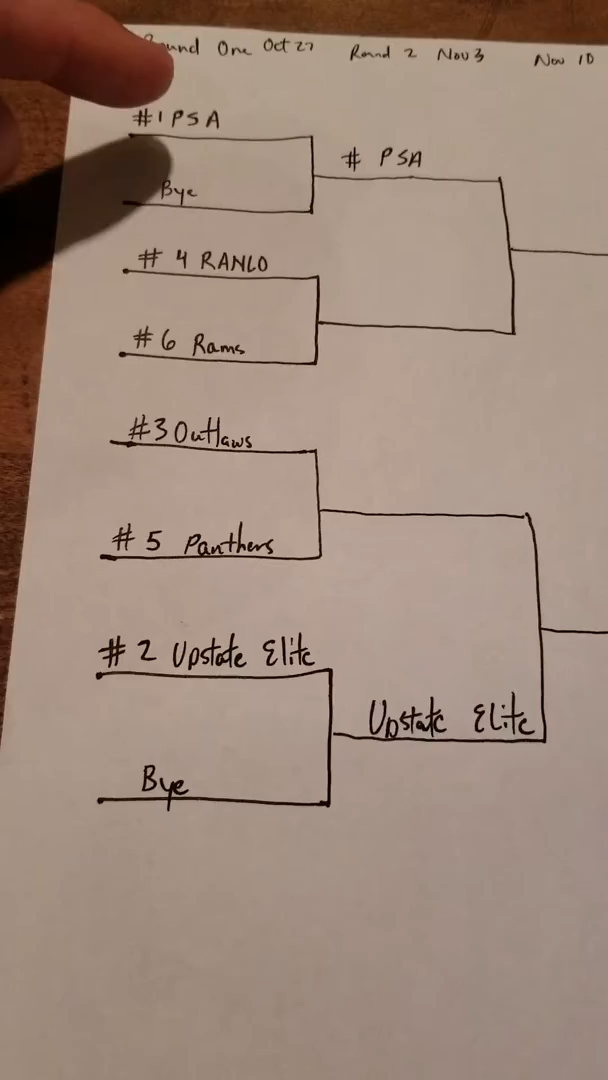 Round One Oct 27 Round 2 Nov 3 Nov 10
#1 PSA
# PSA
Bye
# 4 RANLO
#6 Rams
#3 Outlaws
# 5 Panthers
# 2 Upstate Elite
Upstate Elite
Bye